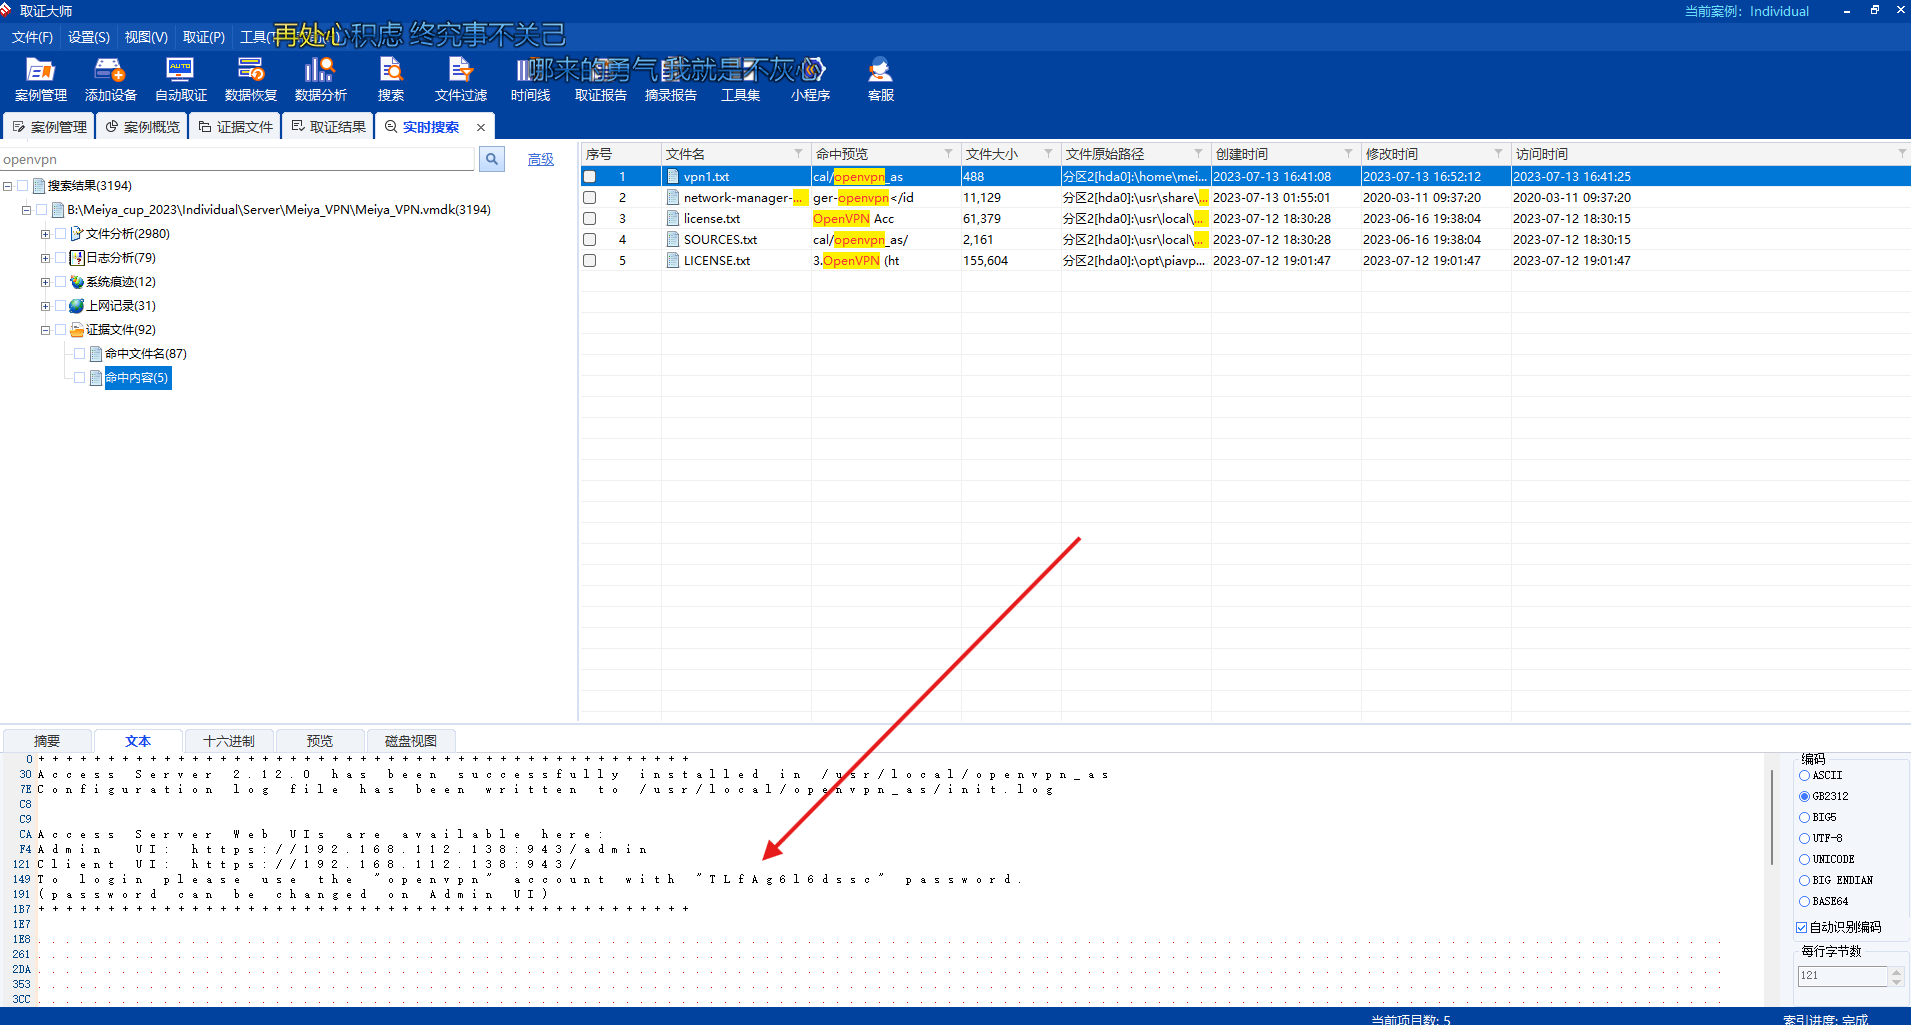 取证大师
当前案例: Individual
文件(F) 设置(S) 视图(V) 取证(P) 工具(T
再处心积虑 终究事不关己
哪来的勇气 我就是不灰心
案例管理 添加设备 自动取证 数据恢复 数据分析 搜索 文件过滤 时间线 取证报告 摘录报告 工具集 小程序 客服
案例管理 案例概览 证据文件 取证结果 实时搜索
openvpn 高级
搜索结果(3194)
B:\Meiya_cup_2023\Individual\Server\Meiya_VPN\Meiya_VPN.vmdk(3194)
文件分析(2980)
日志分析(79)
系统痕迹(12)
上网记录(31)
证据文件(92)
命中文件名(87)
命中内容(5)
序号 文件名 命中预览 文件大小 文件原始路径 创建时间 修改时间 访问时间
1 vpn1.txt cal/openvpn_as 488 分区2[hda0]:\home\mei... 2023-07-13 16:41:08 2023-07-13 16:52:12 2023-07-13 16:41:25
2 network-manager-... ger-openvpn</id 11,129 分区2[hda0]:\usr\share\... 2023-07-13 01:55:01 2020-03-11 09:37:20 2020-03-11 09:37:20
3 license.txt OpenVPN Acc 61,379 分区2[hda0]:\usr\local\... 2023-07-12 18:30:28 2023-06-16 19:38:04 2023-07-12 18:30:15
4 SOURCES.txt cal/openvpn_as/ 2,161 分区2[hda0]:\usr\local\... 2023-07-12 18:30:28 2023-06-16 19:38:04 2023-07-12 18:30:15
5 LICENSE.txt 3.OpenVPN (ht 155,604 分区2[hda0]:\opt\piavp... 2023-07-12 19:01:47 2023-07-12 19:01:47 2023-07-12 19:01:47
摘要 文本 十六进制 预览 磁盘视图
0 +++++++++++++++++++++++++++++++++++++++++++++++
30 Access Server 2.12.0 has been successfully installed in /usr/local/openvpn_as
7E Configuration log file has been written to /usr/local/openvpn_as/init.log
C8
C9
CA Access Server Web UIs are available here:
F4 Admin  UI: https://192.168.112.138:943/admin
121 Client UI: https://192.168.112.138:943/
149 To login please use the "openvpn" account with "TLfAg6l6dssc" password.
191 (password can be changed on Admin UI)
1B7 +++++++++++++++++++++++++++++++++++++++++++++++
1E7
1E8
261
2DA
353
3CC
编码
ASCII
GB2312
BIG5
UTF-8
UNICODE
BIG ENDIAN
BASE64
自动识别编码
每行字节数
121
当前项目数: 5 索引进度: 完成